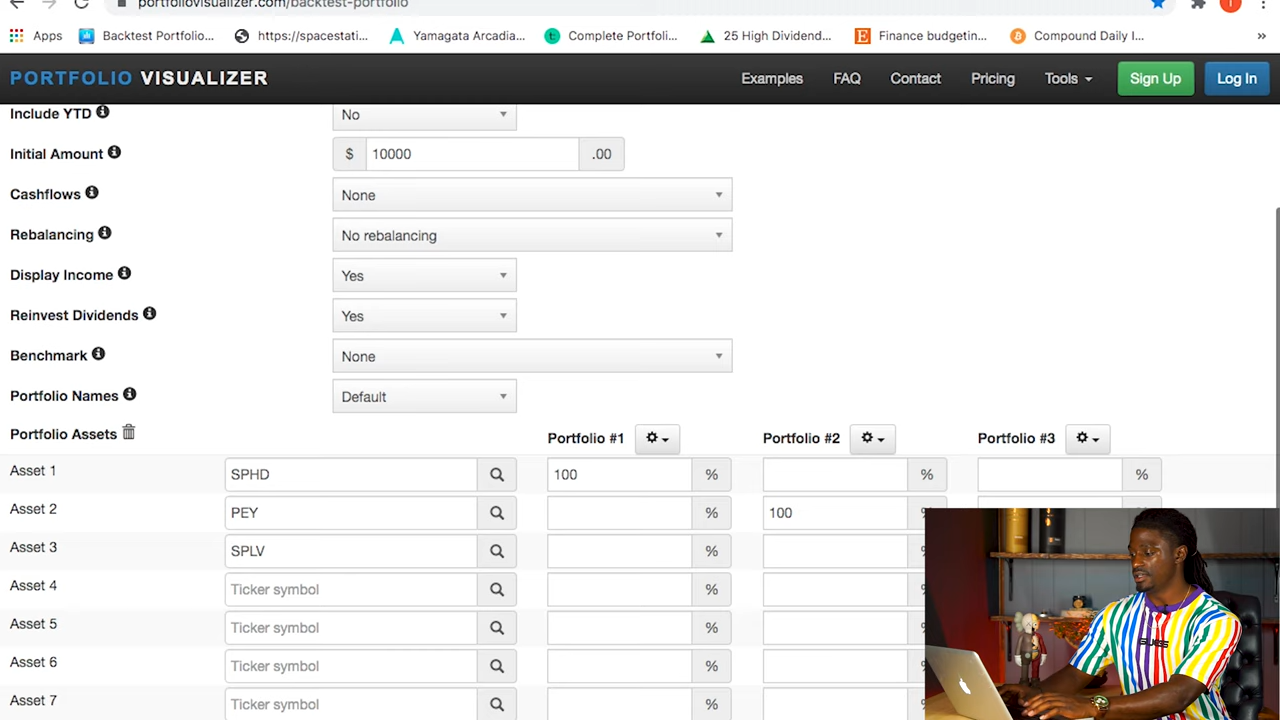 portfoliovisualizer.com/backtest-portfolio
Apps Backtest Portfolio... https://spacestati... Yamagata Arcadia... Complete Portfoli... 25 High Dividend... Finance budgetin... Compound Daily I... »
PORTFOLIO VISUALIZER Examples FAQ Contact Pricing Tools Sign Up Log In
Include YTD No
Initial Amount $ 10000 .00
Cashflows None
Rebalancing No rebalancing
Display Income Yes
Reinvest Dividends Yes
Benchmark None
Portfolio Names Default
Portfolio Assets Portfolio #1 Portfolio #2 Portfolio #3
Asset 1 SPHD 100 % % %
Asset 2 PEY % 100
Asset 3 SPLV %
Asset 4 Ticker symbol %
Asset 5 Ticker symbol %
Asset 6 Ticker symbol %
Asset 7 Ticker symbol %